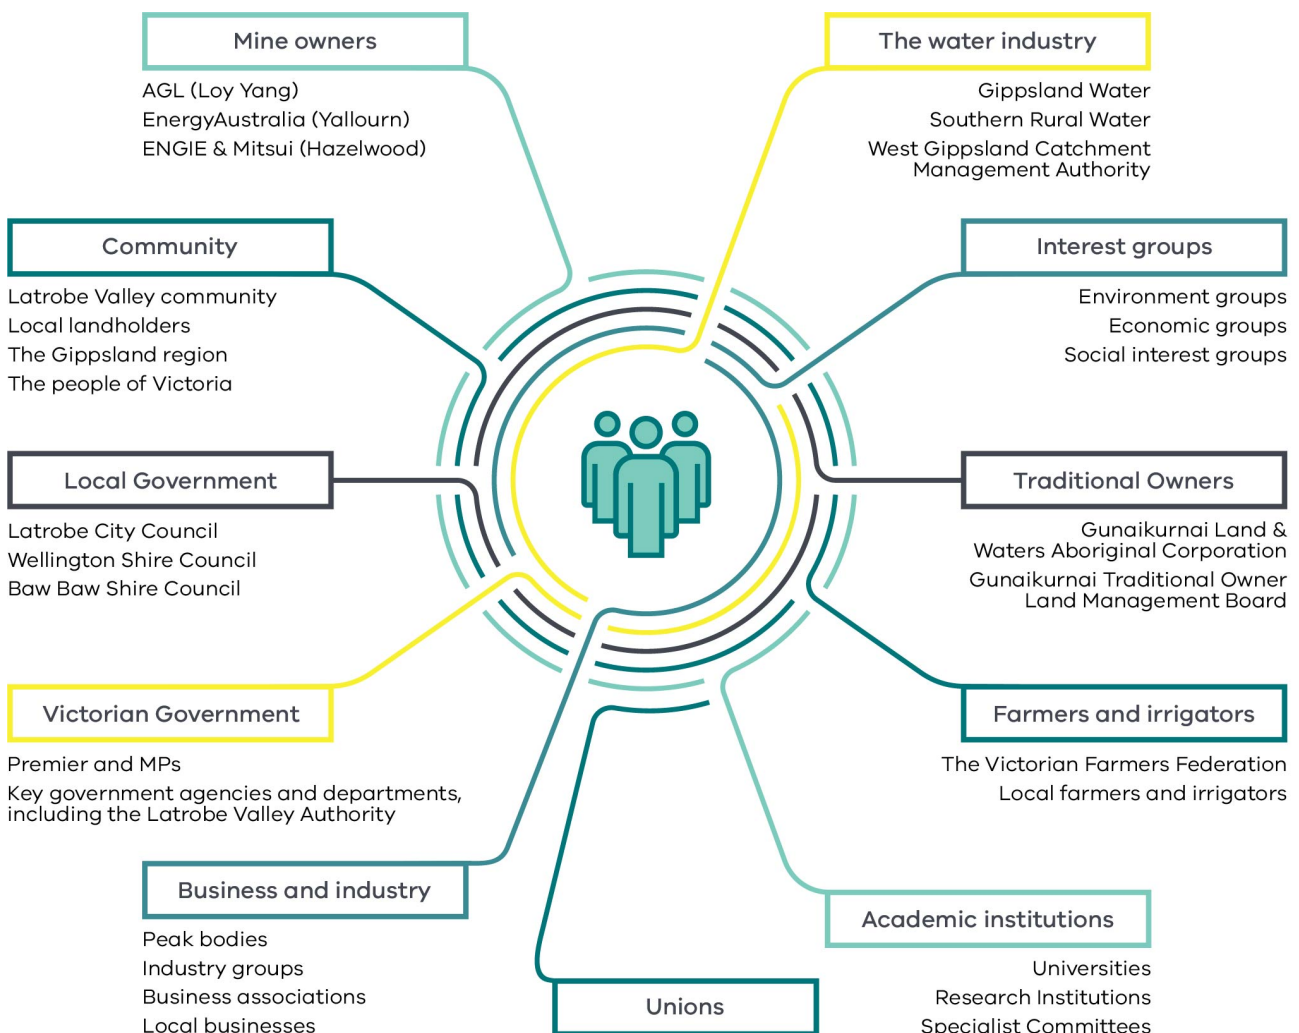 Mine owners
AGL (Loy Yang)
EnergyAustralia (Yallourn)
ENGIE & Mitsui (Hazelwood)
The water industry
Gippsland Water
Southern Rural Water
West Gippsland Catchment
Management Authority
Community
Latrobe Valley community
Local landholders
The Gippsland region
The people of Victoria
Interest groups
Environment groups
Economic groups
Social interest groups
Local Government
Latrobe City Council
Wellington Shire Council
Baw Baw Shire Council
Traditional Owners
Gunaikurnai Land &
Waters Aboriginal Corporation
Gunaikurnai Traditional Owner
Land Management Board
Victorian Government
Premier and MPs
Key government agencies and departments,
including the Latrobe Valley Authority
Farmers and irrigators
The Victorian Farmers Federation
Local farmers and irrigators
Business and industry
Peak bodies
Industry groups
Business associations
Local businesses
Unions
Academic institutions
Universities
Research Institutions
Specialist Committees